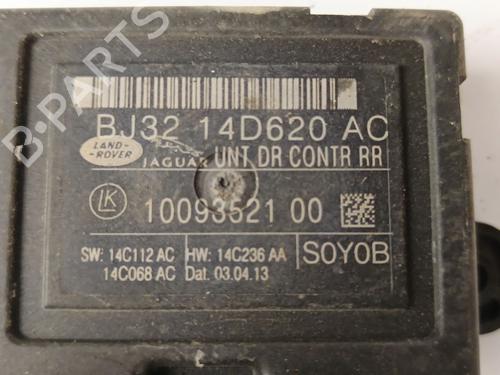 B-PARTS
BJ32 14D620 AC
LAND-ROVER JAGUAR UNT DR CONTR RR
LK 10093521 00
SW: 14C112 AC HW: 14C236 AA SOYOB
14C068 AC Dat. 03.04.13